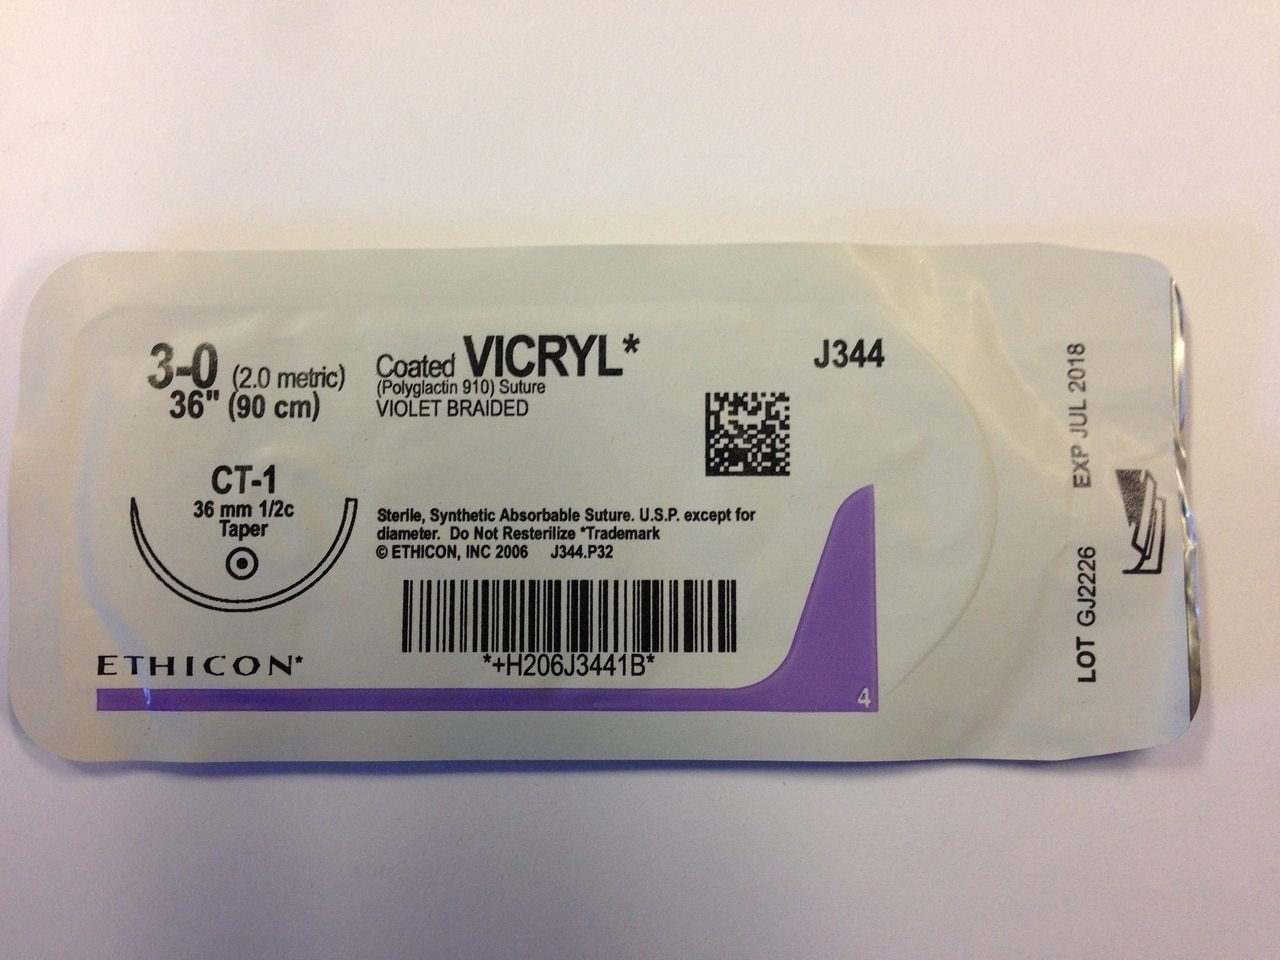 3-0 (2.0 metric)
36" (90 cm)
Coated VICRYL*
(Polyglactin 910) Suture
VIOLET BRAIDED
J344
CT-1
36 mm 1/2c
Taper
Sterile, Synthetic Absorbable Suture. U.S.P. except for
diameter. Do Not Resterilize *Trademark
© ETHICON, INC 2006 J344.P32
*+H206J3441B*
ETHICON*
4
LOT GJ2226 EXP JUL 2018